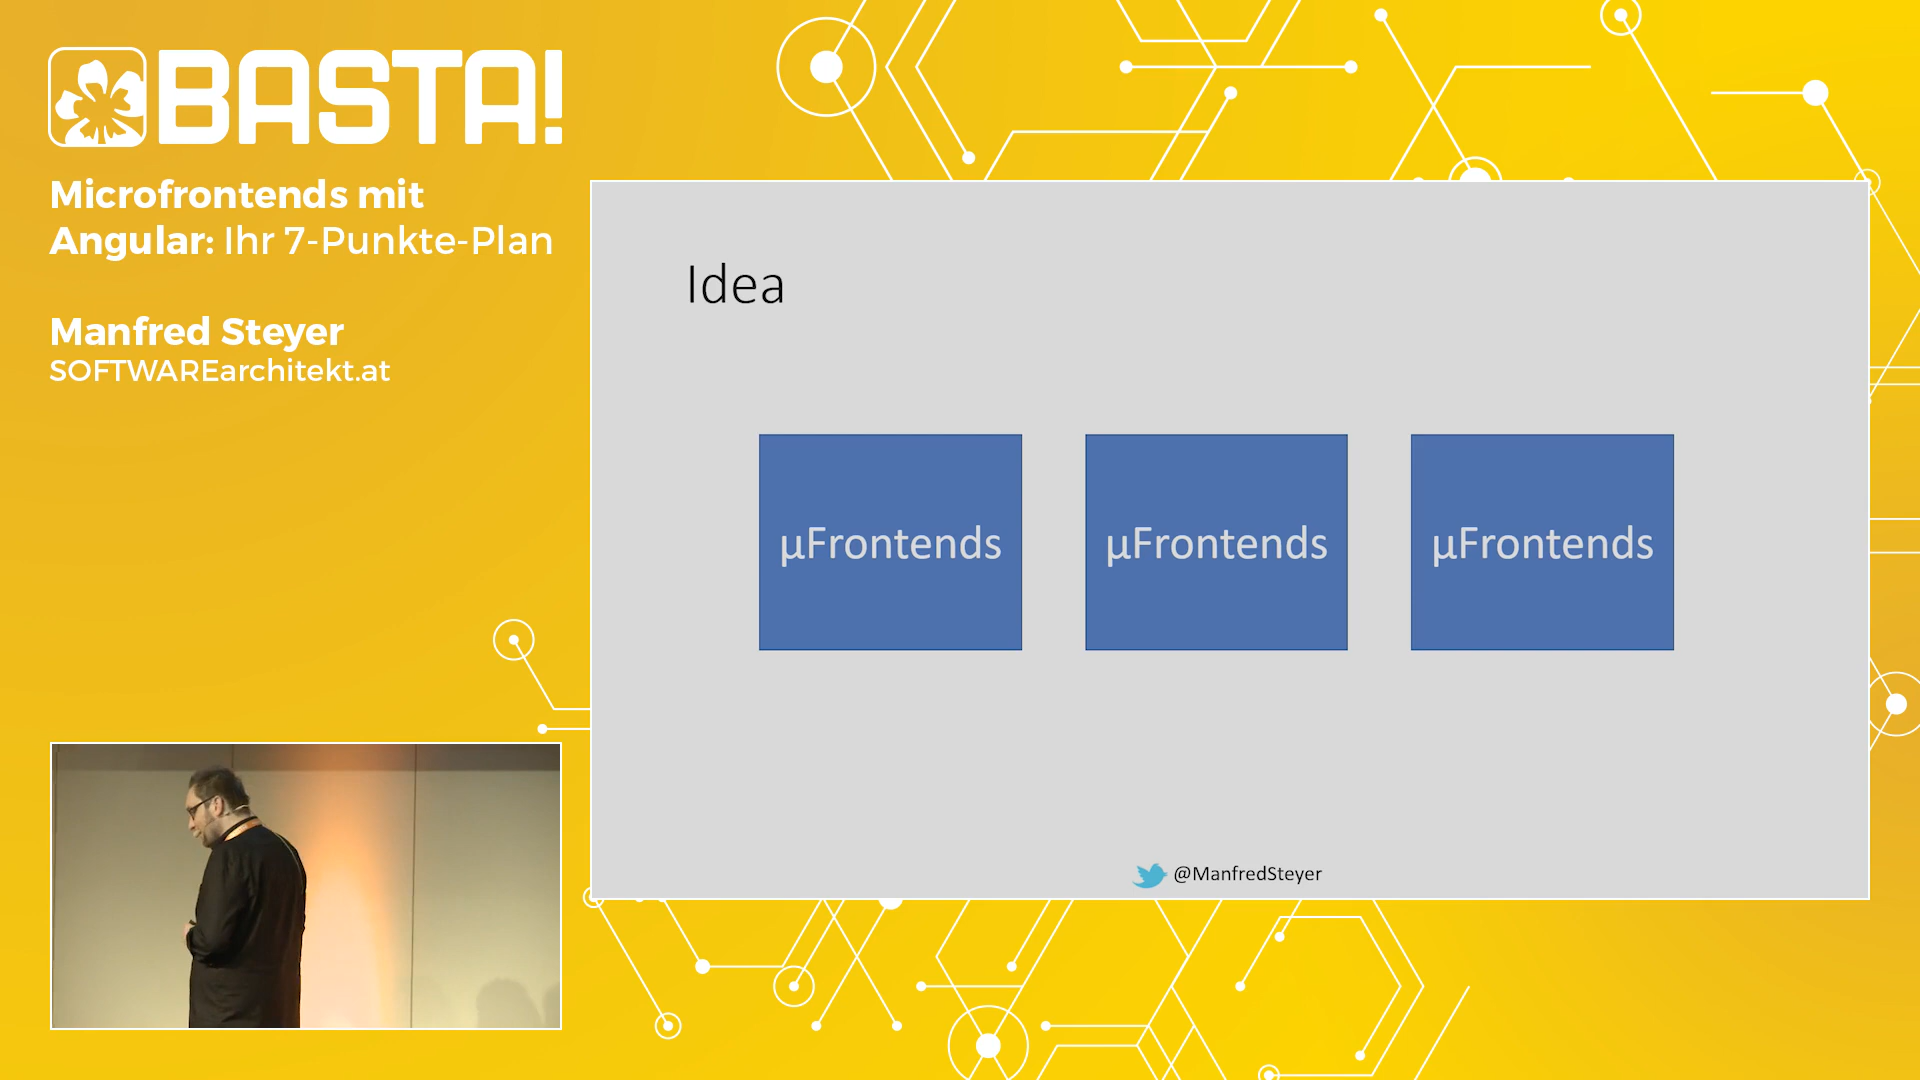 BASTA!
Microfrontends mit
Angular: Ihr 7-Punkte-Plan
Manfred Steyer
SOFTWAREarchitekt.at
Idea
µFrontends µFrontends µFrontends
@ManfredSteyer